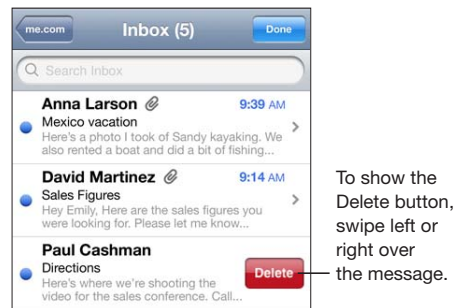 me.com Inbox (5) Done
Search Inbox
Anna Larson 9:39 AM
Mexico vacation
Here's a photo I took of Sandy kayaking. We
also rented a boat and did a bit of fishing...
David Martinez 9:14 AM
Sales Figures
Hey Emily, Here are the sales figures you
were looking for. Please let me know...
Paul Cashman
Directions
Here's where we're shooting the
video for the sales conference. Call...
Delete
To show the
Delete button,
swipe left or
right over
the message.